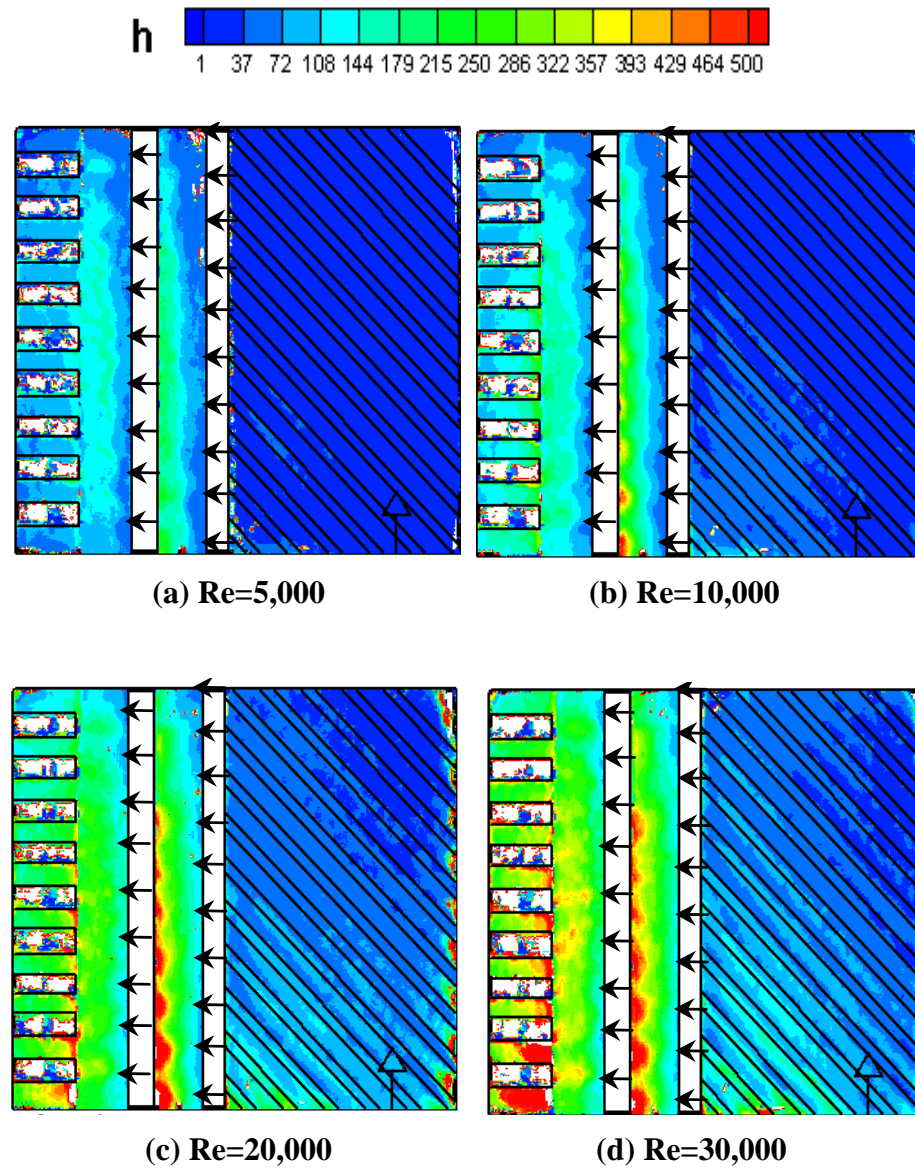 h
1 37 72 108 144 179 215 250 286 322 357 393 429 464 500
(a) Re=5,000
(b) Re=10,000
(c) Re=20,000
(d) Re=30,000